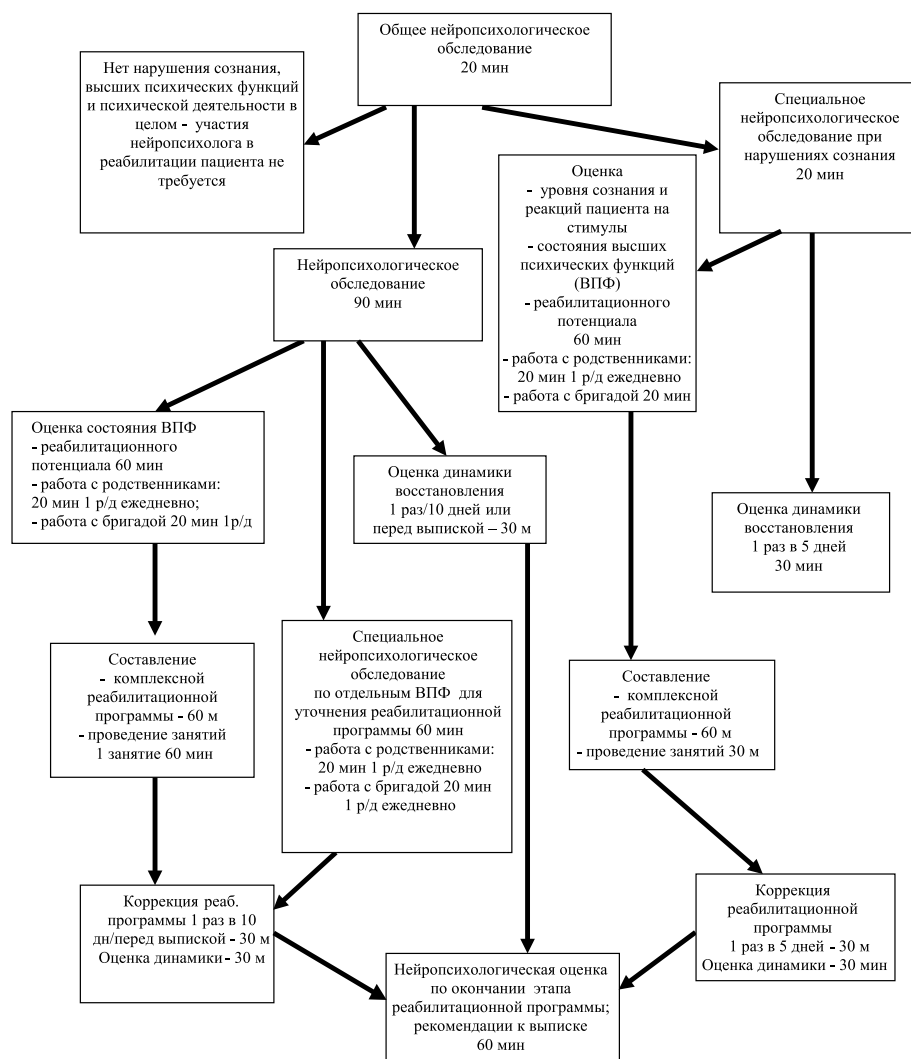 Общее нейропсихологическое
обследование
20 мин
Нет нарушения сознания,
высших психических функций
и психической деятельности в
целом - участия
нейропсихолога в
реабилитации пациента не
требуется
Специальное
нейропсихологическое
обследование при
нарушениях сознания
20 мин
Оценка
- уровня сознания и
реакций пациента на
стимулы
- состояния высших
психических функций
(ВПФ)
- реабилитационного
потенциала
60 мин
- работа с родственниками:
20 мин 1 р/д ежедневно
- работа с бригадой 20 мин
Нейропсихологическое
обследование
90 мин
Оценка состояния ВПФ
- реабилитационного
потенциала 60 мин
- работа с родственниками:
20 мин 1 р/д ежедневно;
- работа с бригадой 20 мин 1р/д
Оценка динамики
восстановления
1 раз/10 дней или
перед выпиской – 30 м
Оценка динамики
восстановления
1 раз в 5 дней
30 мин
Составление
- комплексной
реабилитационной
программы - 60 м
- проведение занятий
1 занятие 60 мин
Специальное
нейропсихологическое
обследование
по отдельным ВПФ для
уточнения реабилитационной
программы 60 мин
- работа с родственниками:
20 мин 1 р/д ежедневно
- работа с бригадой 20 мин
1 р/д ежедневно
Составление
- комплексной
реабилитационной
программы - 60 м
- проведение занятий 30 м
Коррекция реаб.
программы 1 раз в 10
дн/перед выпиской - 30 м
Оценка динамики - 30 м
Коррекция
реабилитационной
программы
1 раз в 5 дней - 30 м
Оценка динамики - 30 мин
Нейропсихологическая оценка
по окончании этапа
реабилитационной программы;
рекомендации к выписке
60 мин